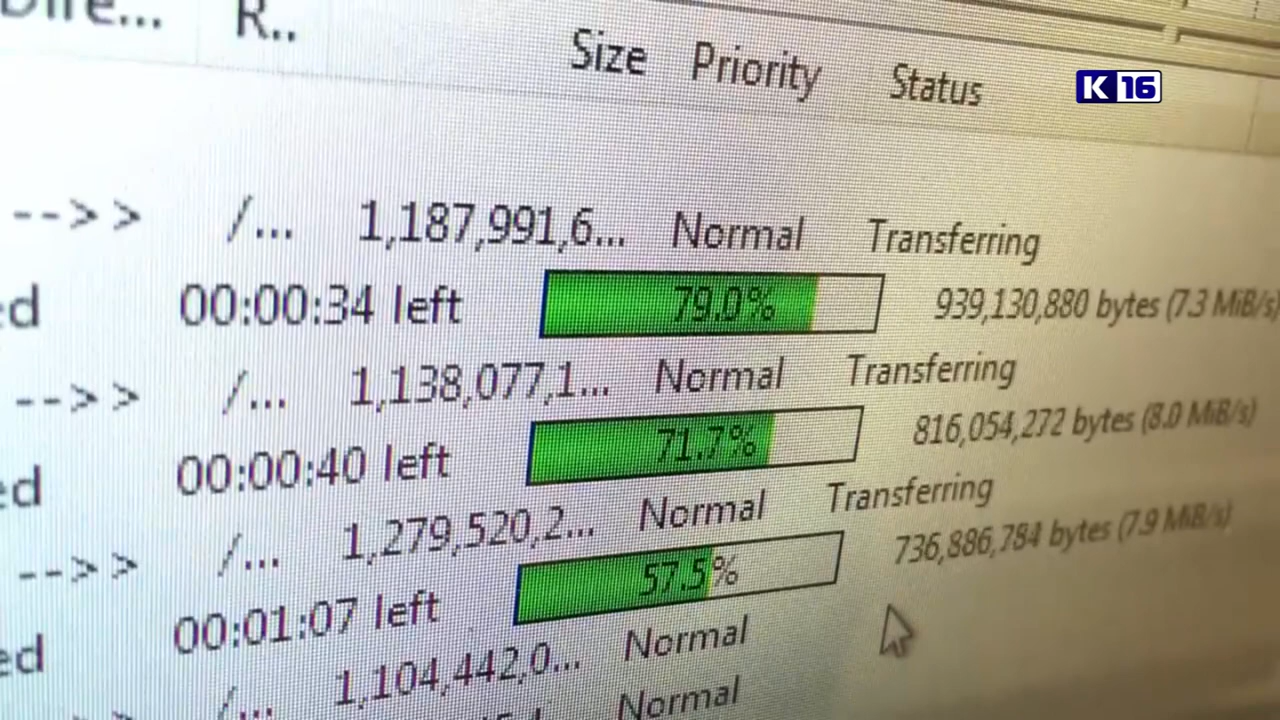 Dire... R.. Size Priority Status
K 16
-->> /... 1,187,991,6... Normal Transferring
ed 00:00:34 left 79.0% 939,130,880 bytes (7.3 MiB/s)
-->> /... 1,138,077,1... Normal Transferring
ed 00:00:40 left 71.7% 816,054,272 bytes (8.0 MiB/s)
-->> /... 1,279,520,2... Normal Transferring
ed 00:01:07 left 57.5% 736,886,784 bytes (7.9 MiB/s)
/... 1,104,442,0... Normal
Normal